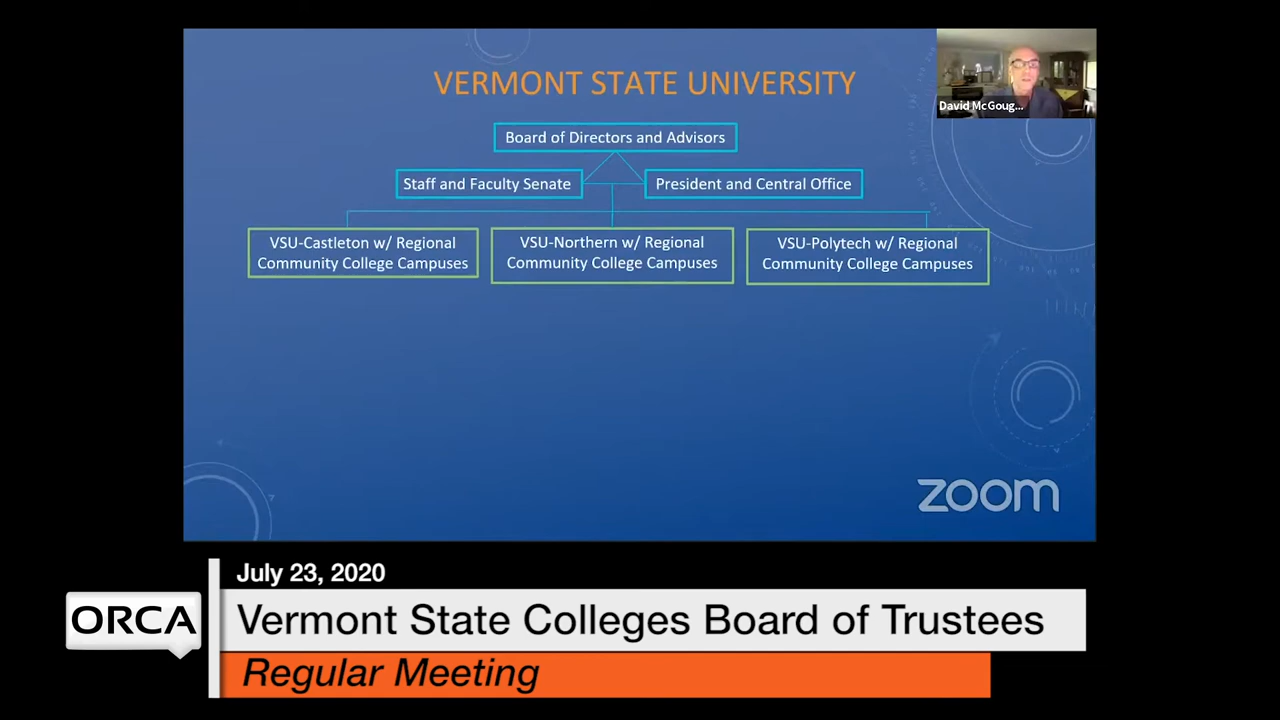 VERMONT STATE UNIVERSITY
David McGoug...
Board of Directors and Advisors
Staff and Faculty Senate
President and Central Office
VSU-Castleton w/ Regional
Community College Campuses
VSU-Northern w/ Regional
Community College Campuses
VSU-Polytech w/ Regional
Community College Campuses
zoom
July 23, 2020
ORCA
Vermont State Colleges Board of Trustees
Regular Meeting